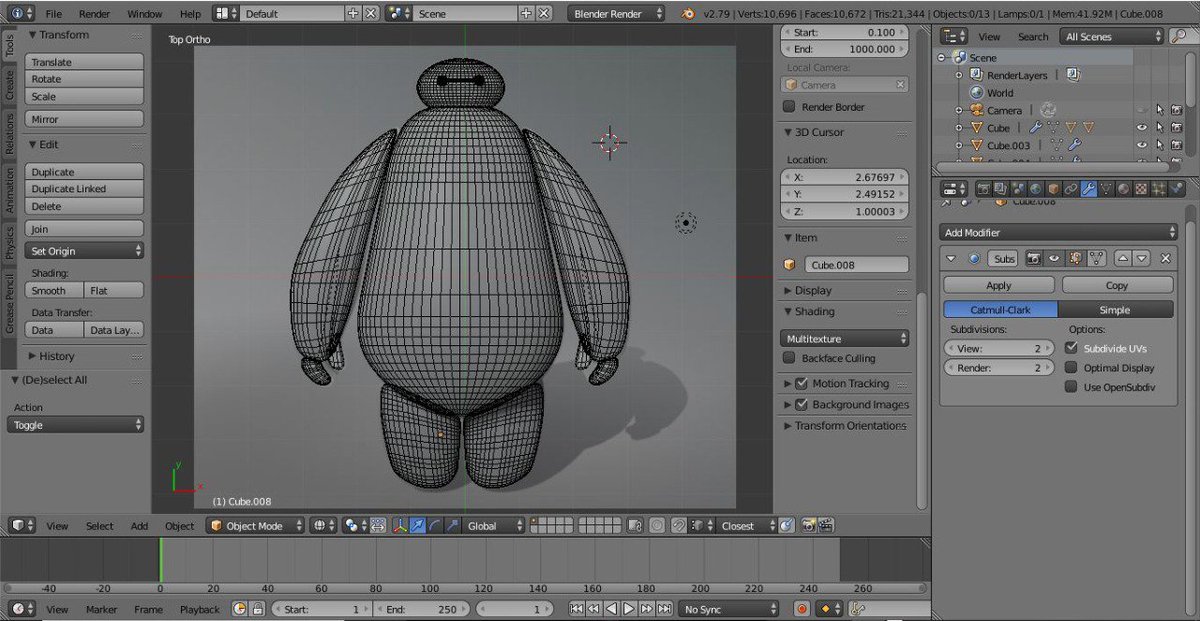 File Render Window Help Default Scene Blender Render v2.79 | Verts:10,696 | Faces:10,672 | Tris:21,344 | Objects:0/13 | Lamps:0/1 | Mem:41.92M | Cube.008
Tools
Create
Relations
Animation
Physics
Grease Pencil
Transform
Translate
Rotate
Scale
Mirror
Edit
Duplicate
Duplicate Linked
Delete
Join
Set Origin
Shading:
Smooth Flat
Data Transfer:
Data Data Lay...
History
(De)select All
Action
Toggle
Top Ortho
y
x
(1) Cube.008
Start: 0.100
End: 1000.000
Local Camera:
Camera
Render Border
3D Cursor
Location:
X: 2.67697
Y: 2.49152
Z: 1.00003
Item
Cube.008
Display
Shading
Multitexture
Backface Culling
Motion Tracking
Background Images
Transform Orientations
View Search All Scenes
Scene
RenderLayers
World
Camera
Cube
Cube.003
Cube.008
Add Modifier
Subs
Apply Copy
Catmull-Clark Simple
Subdivisions: Options:
View: 2 Subdivide UVs
Render: 2 Optimal Display
Use OpenSubdiv
View Select Add Object Object Mode Global Closest
-40 -20 0 20 40 60 80 100 120 140 160 180 200 220 240 260
View Marker Frame Playback Start: 1 End: 250 1 No Sync